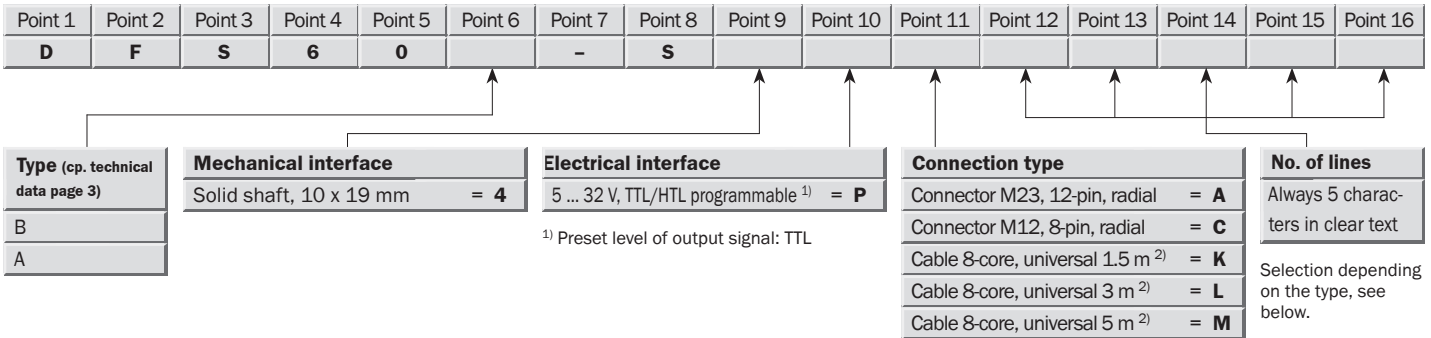 Point 1 Point 2 Point 3 Point 4 Point 5 Point 6 Point 7 Point 8 Point 9 Point 10 Point 11 Point 12 Point 13 Point 14 Point 15 Point 16
D F S 6 0 – S
Type (cp. technical
data page 3)
B
A
Mechanical interface
Solid shaft, 10 x 19 mm = 4
Electrical interface
5 ... 32 V, TTL/HTL programmable 1) = P
1) Preset level of output signal: TTL
Connection type
Connector M23, 12-pin, radial = A
Connector M12, 8-pin, radial = C
Cable 8-core, universal 1.5 m 2) = K
Cable 8-core, universal 3 m 2) = L
Cable 8-core, universal 5 m 2) = M
No. of lines
Always 5 charac-
ters in clear text
Selection depending
on the type, see
below.